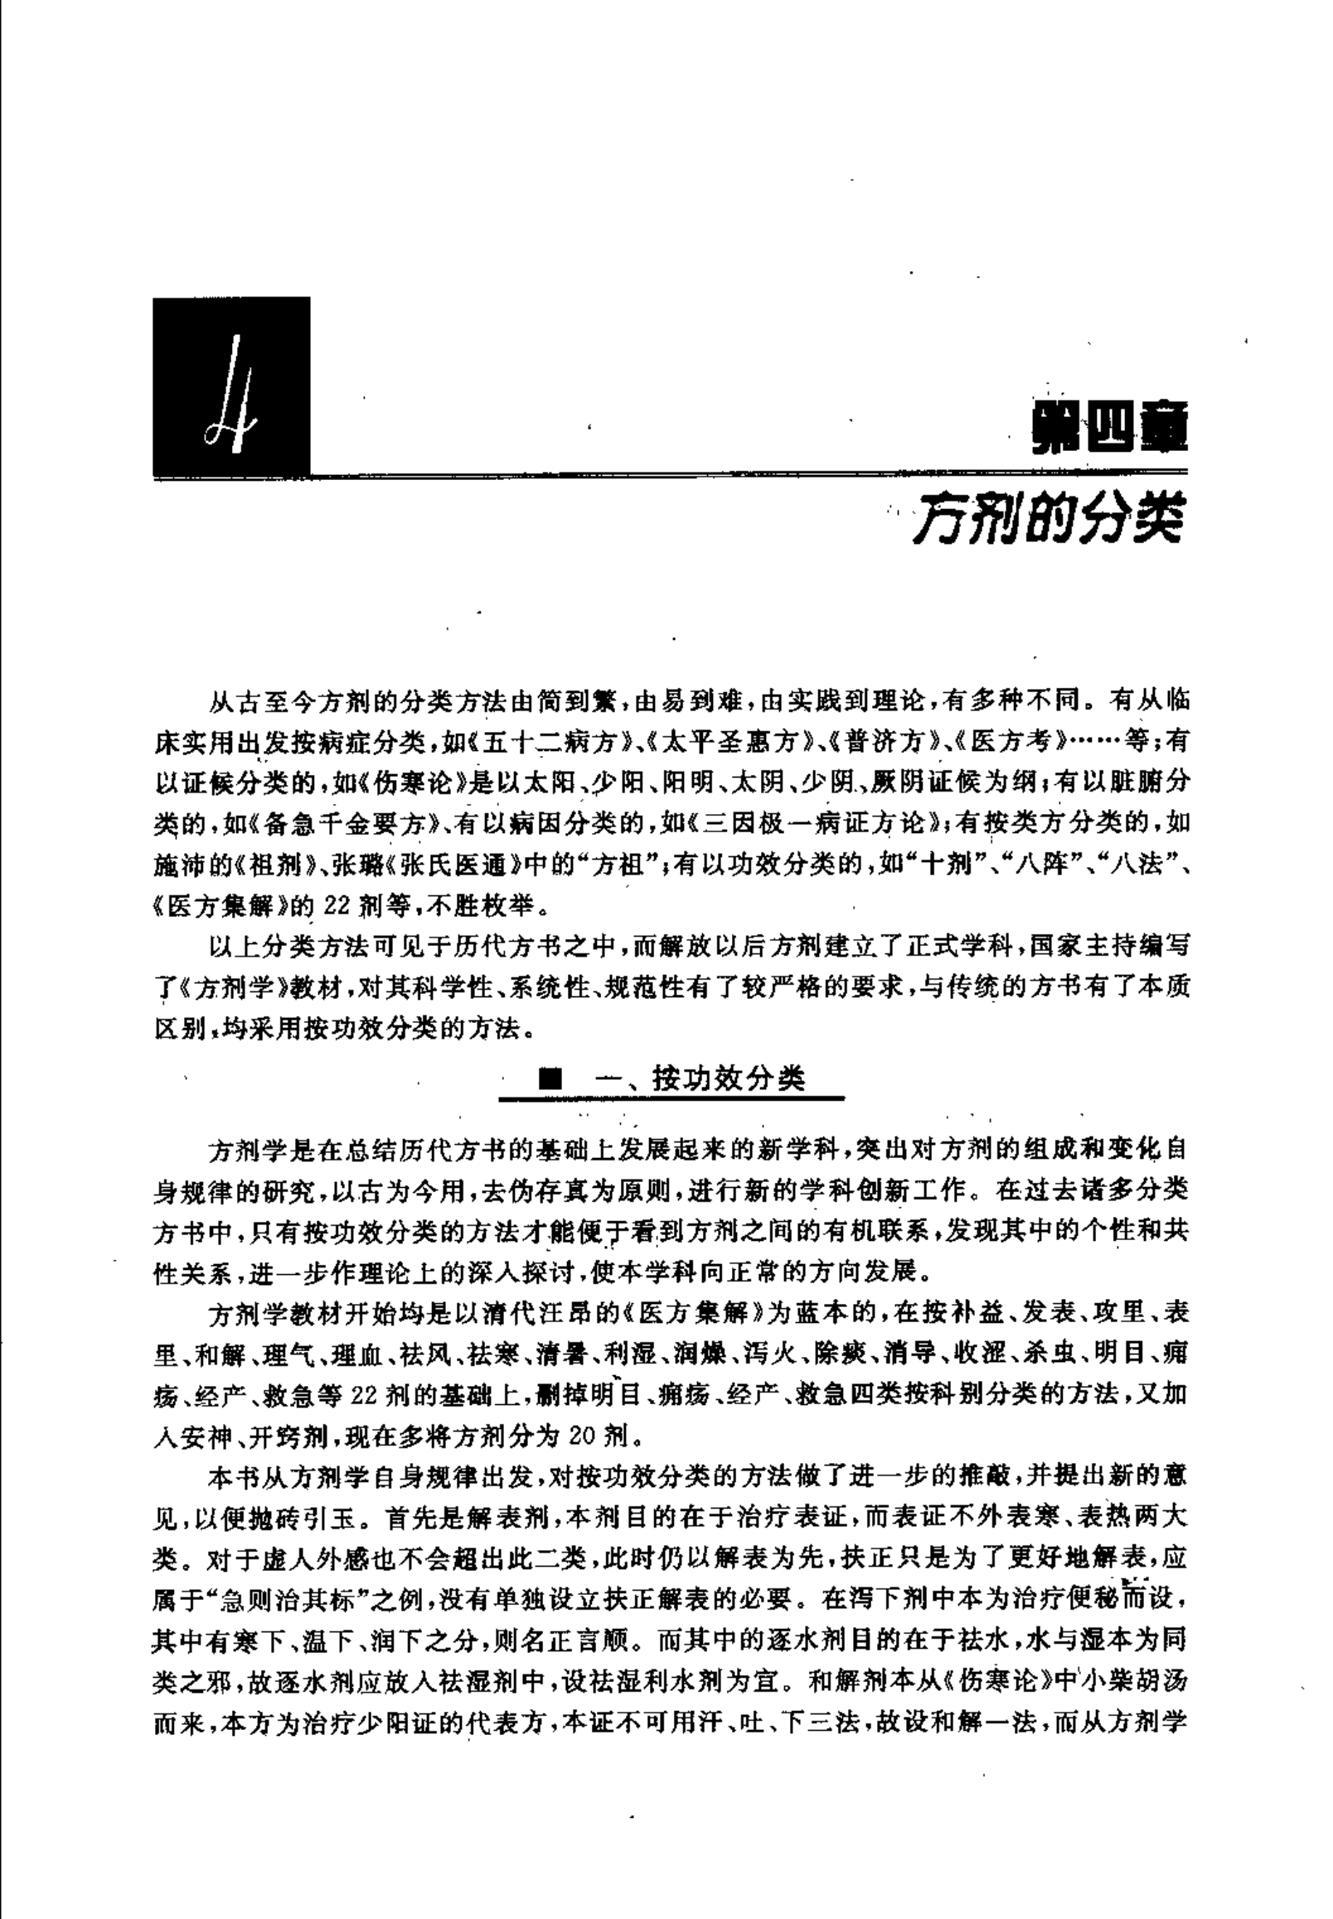 4
第四章
方剂的分类
从古至今方剂的分类方法由简到繁,由易到难,由实践到理论,有多种不同。有从临
床实用出发按病症分类,如《五十二病方》、《太平圣惠方》、《普济方》、《医方考》……等;有
以证候分类的,如《伤寒论》是以太阳、少阳、阳明、太阴、少阴、厥阴证候为纲;有以脏腑分
类的,如《备急千金要方》、有以病因分类的,如《三因极一病证方论》;有按类方分类的,如
施沛的《祖剂》、张璐《张氏医通》中的“方祖”;有以功效分类的,如“十剂”、“八阵”、“八法”、
《医方集解》的 22 剂等,不胜枚举。
以上分类方法可见于历代方书之中,而解放以后方剂建立了正式学科,国家主持编写
了《方剂学》教材,对其科学性、系统性、规范性有了较严格的要求,与传统的方书有了本质
区别,均采用按功效分类的方法。
■ 一、按功效分类
方剂学是在总结历代方书的基础上发展起来的新学科,突出对方剂的组成和变化自
身规律的研究,以古为今用,去伪存真为原则,进行新的学科创新工作。在过去诸多分类
方书中,只有按功效分类的方法才能便于看到方剂之间的有机联系,发现其中的个性和共
性关系,进一步作理论上的深入探讨,使本学科向正常的方向发展。
方剂学教材开始均是以清代汪昂的《医方集解》为蓝本的,在按补益、发表、攻里、表
里、和解、理气、理血、祛风、祛寒、清暑、利湿、润燥、泻火、除痰、消导、收涩、杀虫、明目、痈
疡、经产、救急等 22 剂的基础上,删掉明目、痈疡、经产、救急四类按科别分类的方法,又加
入安神、开窍剂,现在多将方剂分为 20 剂。
本书从方剂学自身规律出发,对按功效分类的方法做了进一步的推敲,并提出新的意
见,以便抛砖引玉。首先是解表剂,本剂目的在于治疗表证,而表证不外表寒、表热两大
类。对于虚人外感也不会超出此二类,此时仍以解表为先,扶正只是为了更好地解表,应
属于“急则治其标”之例,没有单独设立扶正解表的必要。在泻下剂中本为治疗便秘而设,
其中有寒下、温下、润下之分,则名正言顺。而其中的逐水剂目的在于祛水,水与湿本为同
类之邪,故逐水剂应放入祛湿剂中,设祛湿利水剂为宜。和解剂本从《伤寒论》中小柴胡汤
而来,本方为治疗少阳证的代表方,本证不可用汗、吐、下三法,故设和解一法,而从方剂学